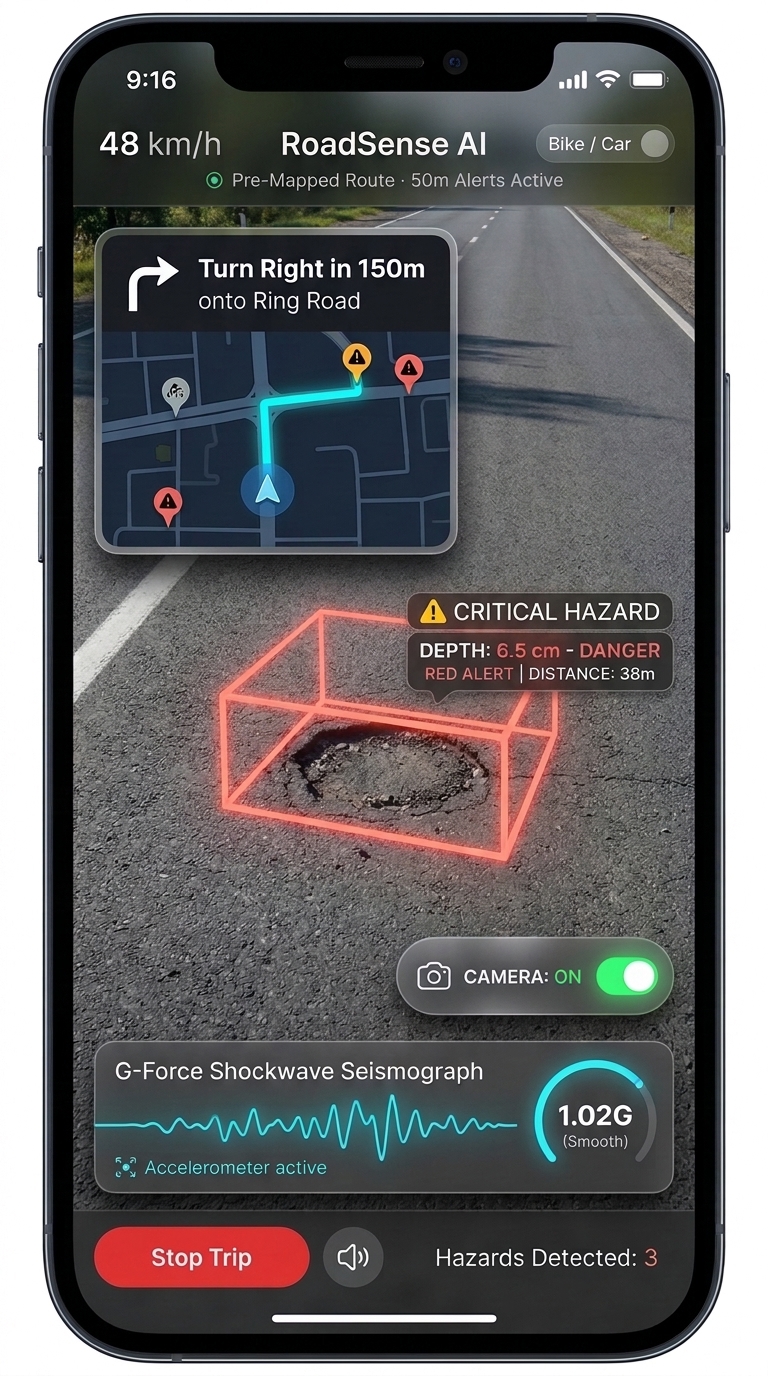 9:16
48 km/h
RoadSense AI
Bike / Car
Pre-Mapped Route · 50m Alerts Active
Turn Right in 150m
onto Ring Road
CRITICAL HAZARD
DEPTH: 6.5 cm - DANGER
RED ALERT | DISTANCE: 38m
CAMERA: ON
G-Force Shockwave Seismograph
1.02G
(Smooth)
Accelerometer active
Stop Trip
Hazards Detected: 3